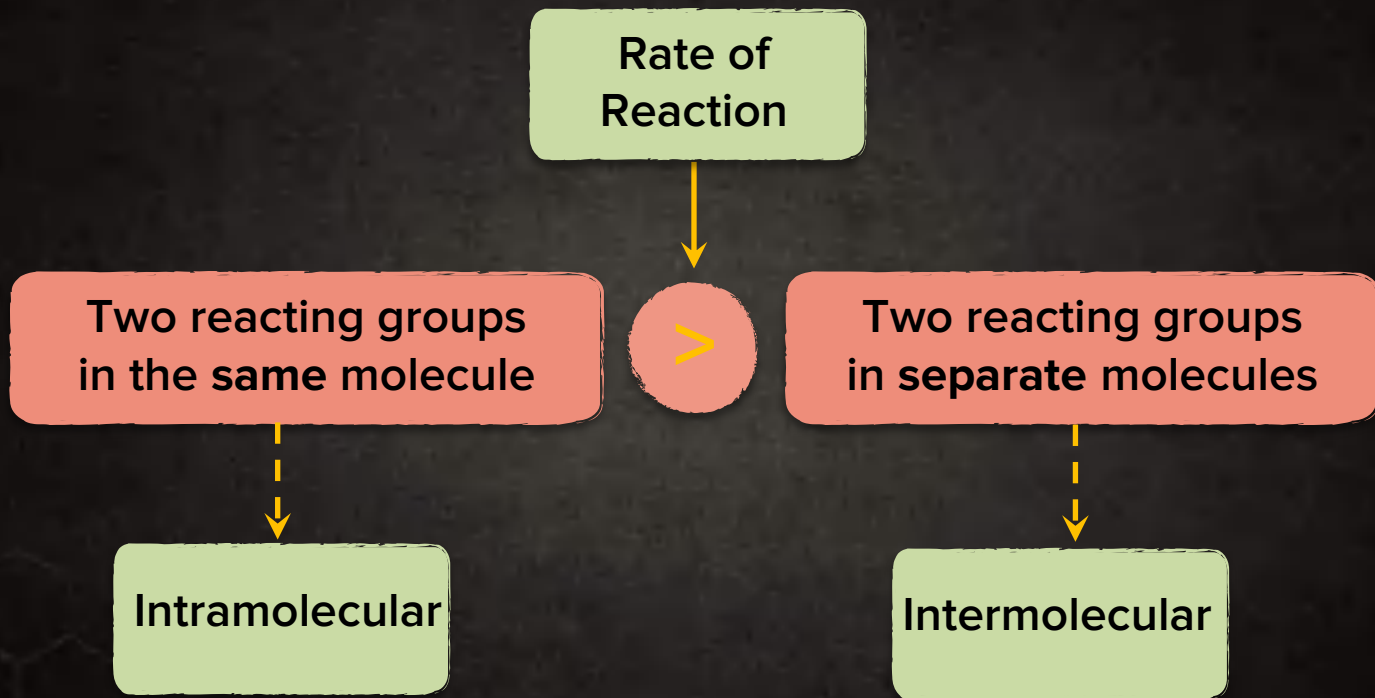 Rate of
Reaction
Two reacting groups
in the same molecule
>
Two reacting groups
in separate molecules
Intramolecular
Intermolecular